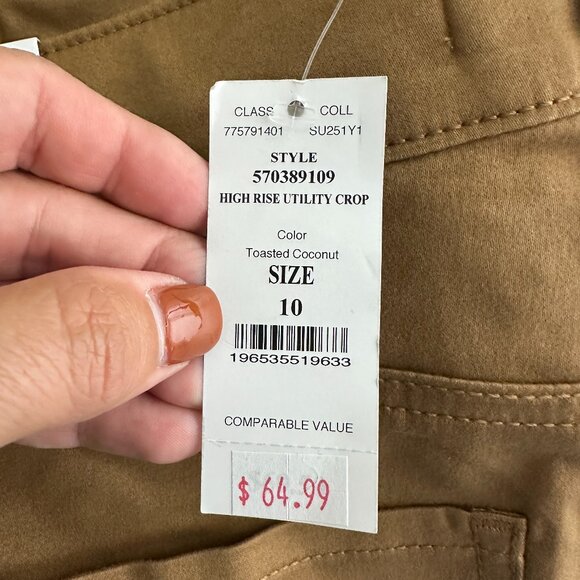 CLASS COLL
775791401 SU251Y1
STYLE
570389109
HIGH RISE UTILITY CROP
Color
Toasted Coconut
SIZE
10
196535519633
COMPARABLE VALUE
$ 64.99